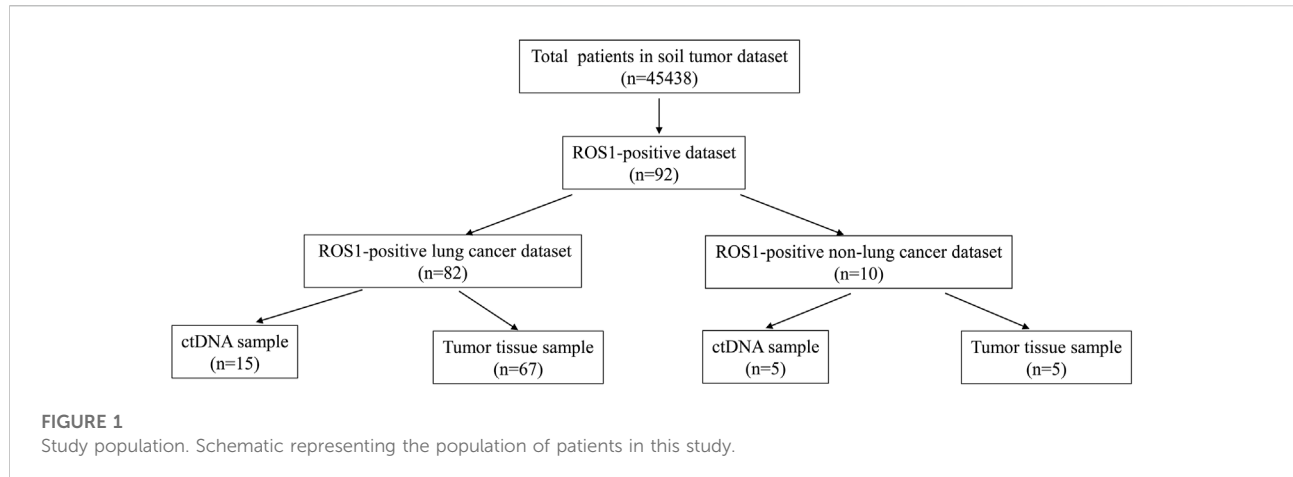 Total patients in soil tumor dataset
(n=45438)
ROS1-positive dataset
(n=92)
ROS1-positive lung cancer dataset
(n=82)
ROS1-positive non-lung cancer dataset
(n=10)
ctDNA sample
(n=15)
Tumor tissue sample
(n=67)
ctDNA sample
(n=5)
Tumor tissue sample
(n=5)
FIGURE 1
Study population. Schematic representing the population of patients in this study.